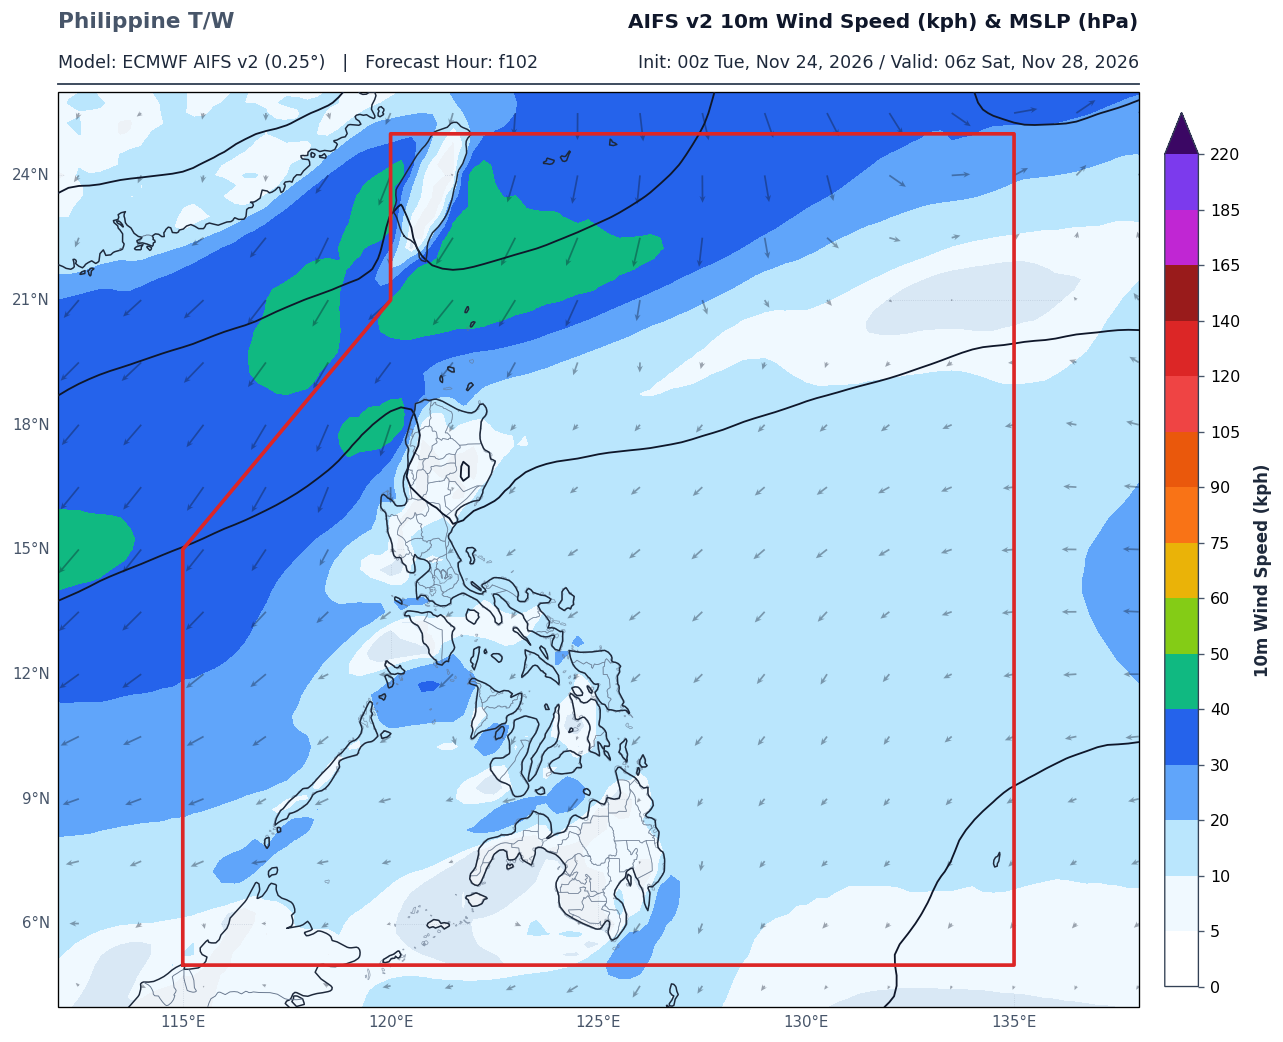 Philippine T/W
AIFS v2 10m Wind Speed (kph) & MSLP (hPa)
Model: ECMWF AIFS v2 (0.25°) | Forecast Hour: f102
Init: 00z Tue, Nov 24, 2026 / Valid: 06z Sat, Nov 28, 2026
24°N
21°N
18°N
15°N
12°N
9°N
6°N
115°E
120°E
125°E
130°E
135°E
220
185
165
140
120
105
90
75
60
50
40
30
20
10
5
0
10m Wind Speed (kph)